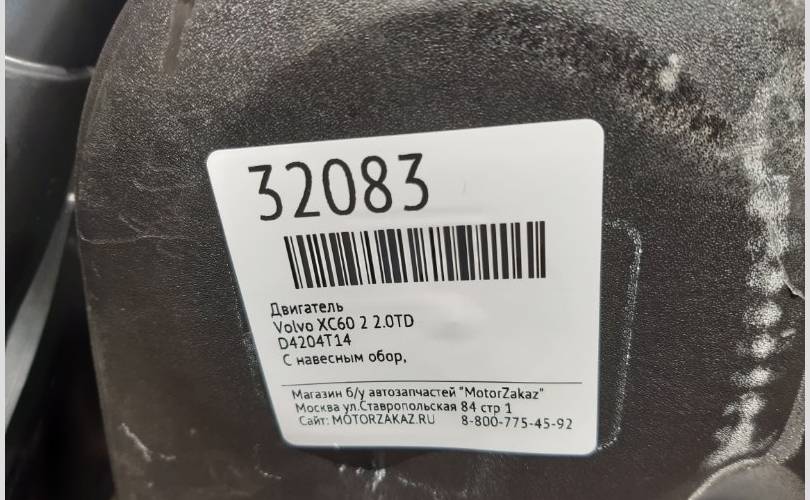 32083
Двигатель
Volvo XC60 2 2.0TD
D4204T14
С навесным обор,
Магазин б/у автозапчастей "MotorZakaz"
Москва ул.Ставропольская 84 стр 1
Сайт: MOTORZAKAZ.RU 8-800-775-45-92